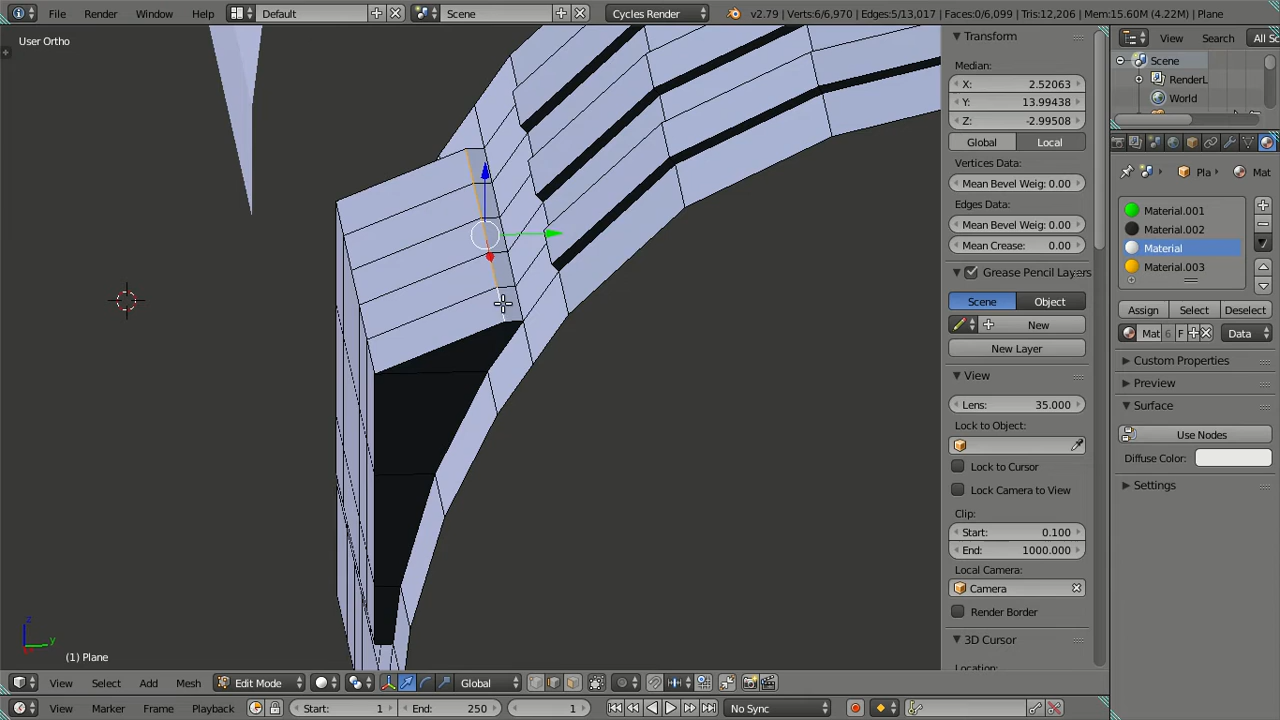 File Render Window Help Default Scene Cycles Render v2.79 | Verts:6/6,970 | Edges:5/13,017 | Faces:0/6,099 | Tris:12,206 | Mem:15.60M (4.22M) | Plane
User Ortho
Transform
Median:
X: 2.52063
Y: 13.99438
Z: -2.99508
Global Local
Vertices Data:
Mean Bevel Weig: 0.00
Edges Data:
Mean Bevel Weig: 0.00
Mean Crease: 0.00
Grease Pencil Layers
Scene Object
New
New Layer
View
Lens: 35.000
Lock to Object:
Lock to Cursor
Lock Camera to View
Clip:
Start: 0.100
End: 1000.000
Local Camera:
Camera
Render Border
3D Cursor
Location:
View Search All Sc
Scene
RenderL
World
Pla Mat
Material.001
Material.002
Material
Material.003
Assign Select Deselect
Mat 6 F Data
Custom Properties
Preview
Surface
Use Nodes
Diffuse Color:
Settings
z
y
(1) Plane
View Select Add Mesh Edit Mode Global
View Marker Frame Playback Start: 1 End: 250 1 No Sync